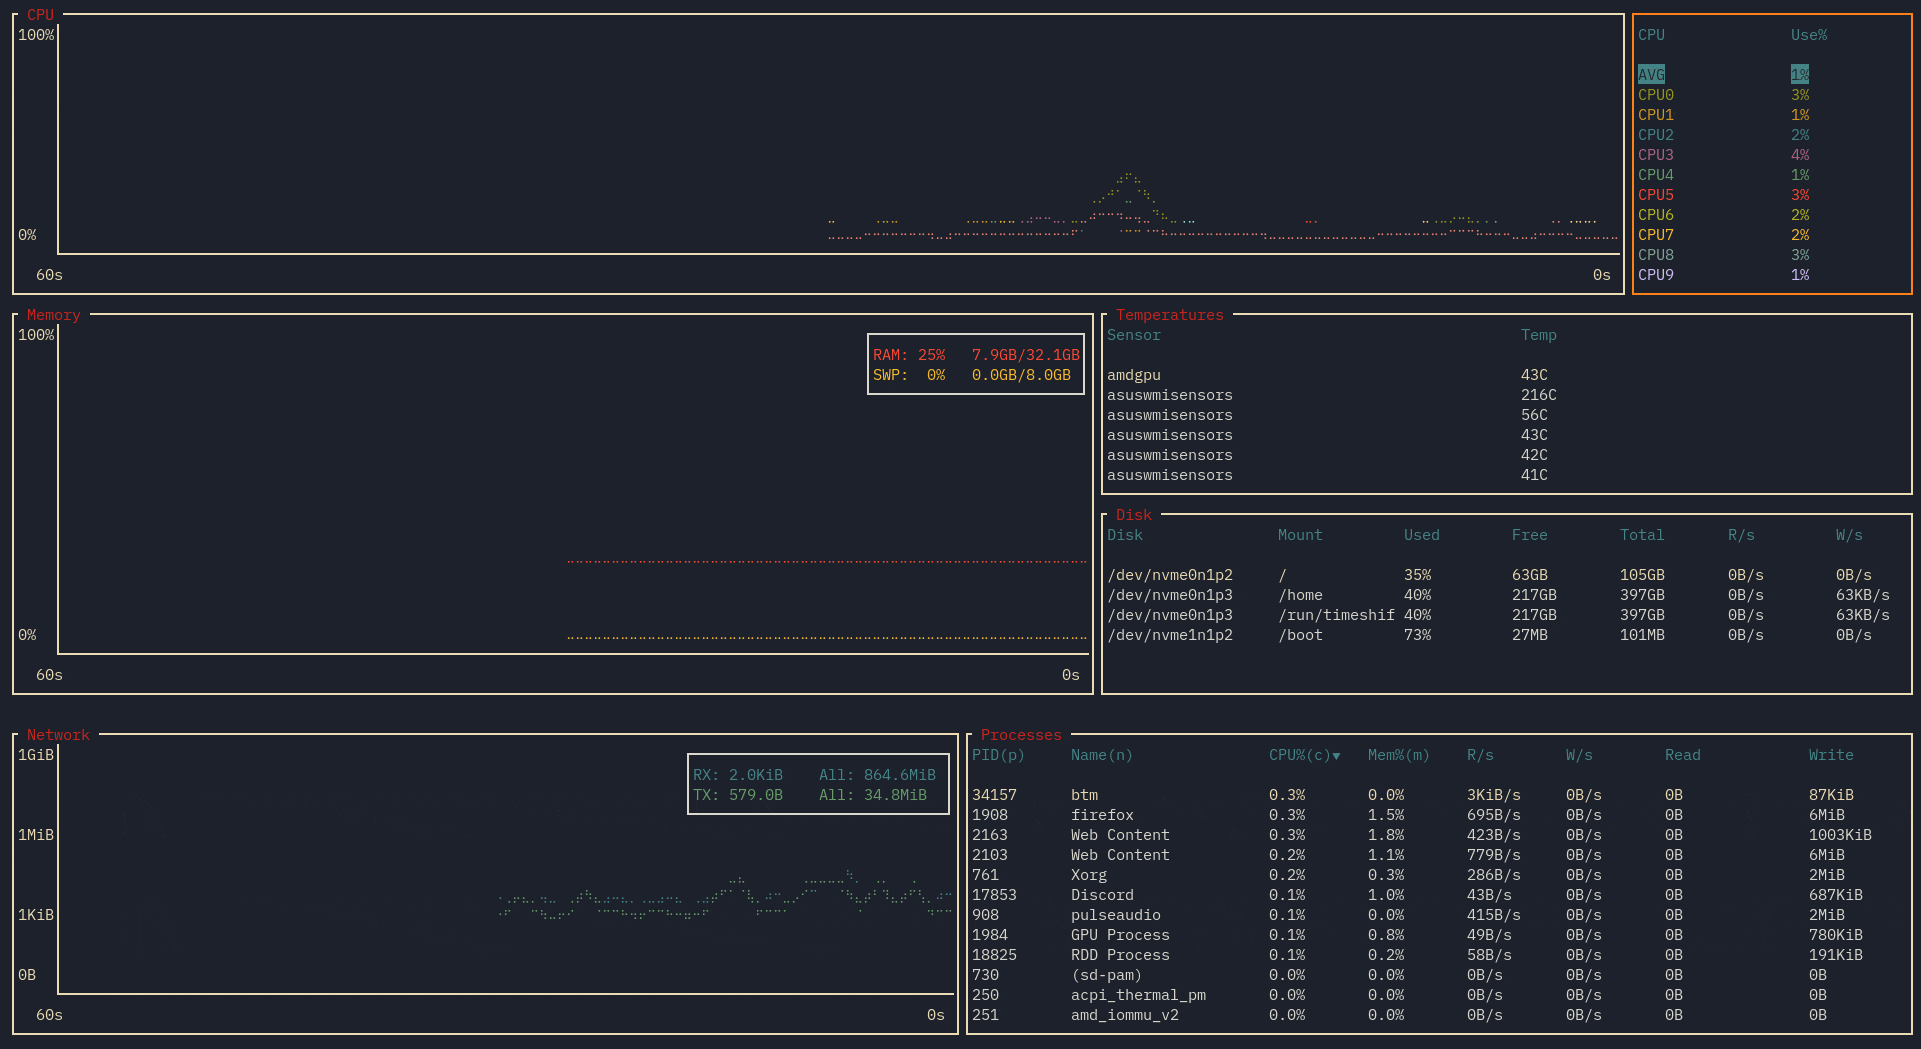 CPU
100%
0%
60s 0s
CPU Use%
AVG 1%
CPU0 3%
CPU1 1%
CPU2 2%
CPU3 4%
CPU4 1%
CPU5 3%
CPU6 2%
CPU7 2%
CPU8 3%
CPU9 1%
Memory
100%
RAM: 25% 7.9GB/32.1GB
SWP: 0% 0.0GB/8.0GB
0%
60s 0s
Temperatures
Sensor Temp
amdgpu 43C
asuswmisensors 216C
asuswmisensors 56C
asuswmisensors 43C
asuswmisensors 42C
asuswmisensors 41C
Disk
Disk Mount Used Free Total R/s W/s
/dev/nvme0n1p2 / 35% 63GB 105GB 0B/s 0B/s
/dev/nvme0n1p3 /home 40% 217GB 397GB 0B/s 63KB/s
/dev/nvme0n1p3 /run/timeshif 40% 217GB 397GB 0B/s 63KB/s
/dev/nvme1n1p2 /boot 73% 27MB 101MB 0B/s 0B/s
Network
1GiB
RX: 2.0KiB All: 864.6MiB
TX: 579.0B All: 34.8MiB
1MiB
1KiB
0B
60s 0s
Processes
PID(p) Name(n) CPU%(c)▼ Mem%(m) R/s W/s Read Write
34157 btm 0.3% 0.0% 3KiB/s 0B/s 0B 87KiB
1908 firefox 0.3% 1.5% 695B/s 0B/s 0B 6MiB
2163 Web Content 0.3% 1.8% 423B/s 0B/s 0B 1003KiB
2103 Web Content 0.2% 1.1% 779B/s 0B/s 0B 6MiB
761 Xorg 0.2% 0.3% 286B/s 0B/s 0B 2MiB
17853 Discord 0.1% 1.0% 43B/s 0B/s 0B 687KiB
908 pulseaudio 0.1% 0.0% 415B/s 0B/s 0B 2MiB
1984 GPU Process 0.1% 0.8% 49B/s 0B/s 0B 780KiB
18825 RDD Process 0.1% 0.2% 58B/s 0B/s 0B 191KiB
730 (sd-pam) 0.0% 0.0% 0B/s 0B/s 0B 0B
250 acpi_thermal_pm 0.0% 0.0% 0B/s 0B/s 0B 0B
251 amd_iommu_v2 0.0% 0.0% 0B/s 0B/s 0B 0B